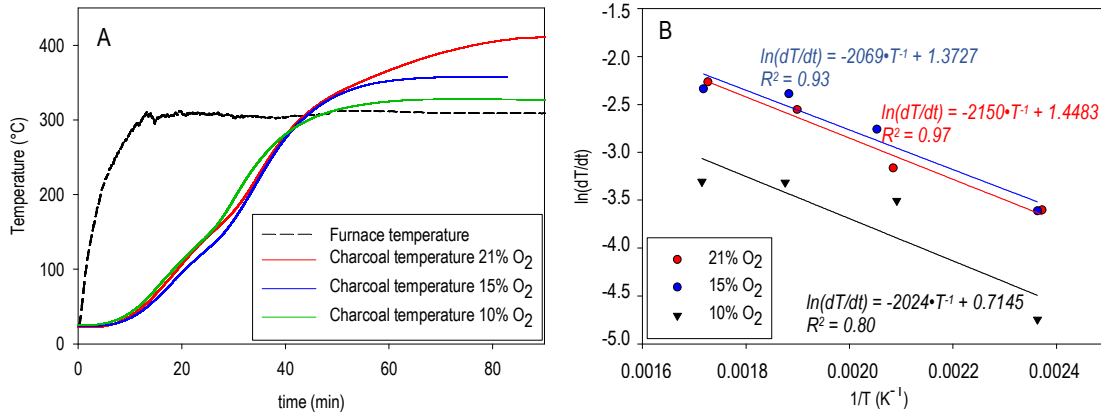 A
Temperature (°C)
400
300
200
100
0
0
20
40
60
80
time (min)
Furnace temperature
Charcoal temperature 21% O2
Charcoal temperature 15% O2
Charcoal temperature 10% O2
B
ln(dT/dt)
-1.5
-2.0
-2.5
-3.0
-3.5
-4.0
-4.5
-5.0
0.0016
0.0018
0.0020
0.0022
0.0024
1/T (K⁻¹)
ln(dT/dt) = -2069•T⁻¹ + 1.3727
R² = 0.93
ln(dT/dt) = -2150•T⁻¹ + 1.4483
R² = 0.97
ln(dT/dt) = -2024•T⁻¹ + 0.7145
R² = 0.80
21% O2
15% O2
10% O2